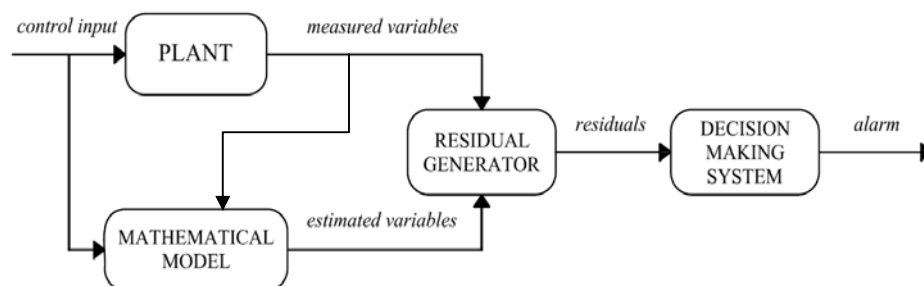 control input
PLANT
measured variables
RESIDUAL
GENERATOR
residuals
DECISION
MAKING
SYSTEM
alarm
estimated variables
MATHEMATICAL
MODEL